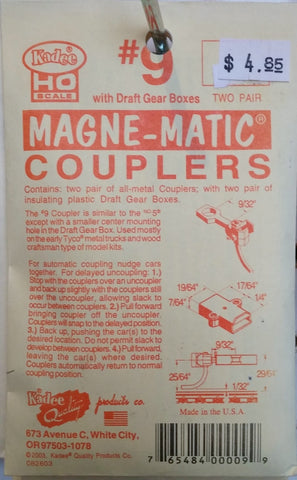 Kadee®
HO
SCALE
#9
$ 4.85
with Draft Gear Boxes
TWO PAIR
MAGNE-MATIC®
COUPLERS
Contains: two pair of all-metal Couplers; with two pair of
insulating plastic Draft Gear Boxes.
The #9 Coupler is similar to the NO.5®
except with a smaller center mounting
hole in the Draft Gear Box. Used mostly
on the early Tyco® metal trucks and wood
craftsman type of model kits.
9/32"
For automatic coupling nudge cars
together. For delayed uncoupling: 1.)
Stop with the couplers over an uncoupler
and back up slightly with the couplers still
over the uncoupler, allowing slack to
occur between couplers. 2.) Pull forward
bringing coupler off the uncoupler.
Couplers will snap to the delayed position.
3.) Back up, pushing the car(s) to the
desired location. Do not permit slack to
develop between couplers. 4.) Pull forward,
leaving the car(s) where desired.
Couplers automatically return to normal
coupling position.
19/64"
17/64"
7/64"
1/4"
9/32"
25/64"
1/32"
29/64
Kadee®
Quality
products co.
Made in the U.S.A.
673 Avenue C, White City,
OR 97503-1078
© 2003, Kadee® Quality Products Co.
082603
7 65484 00009 9